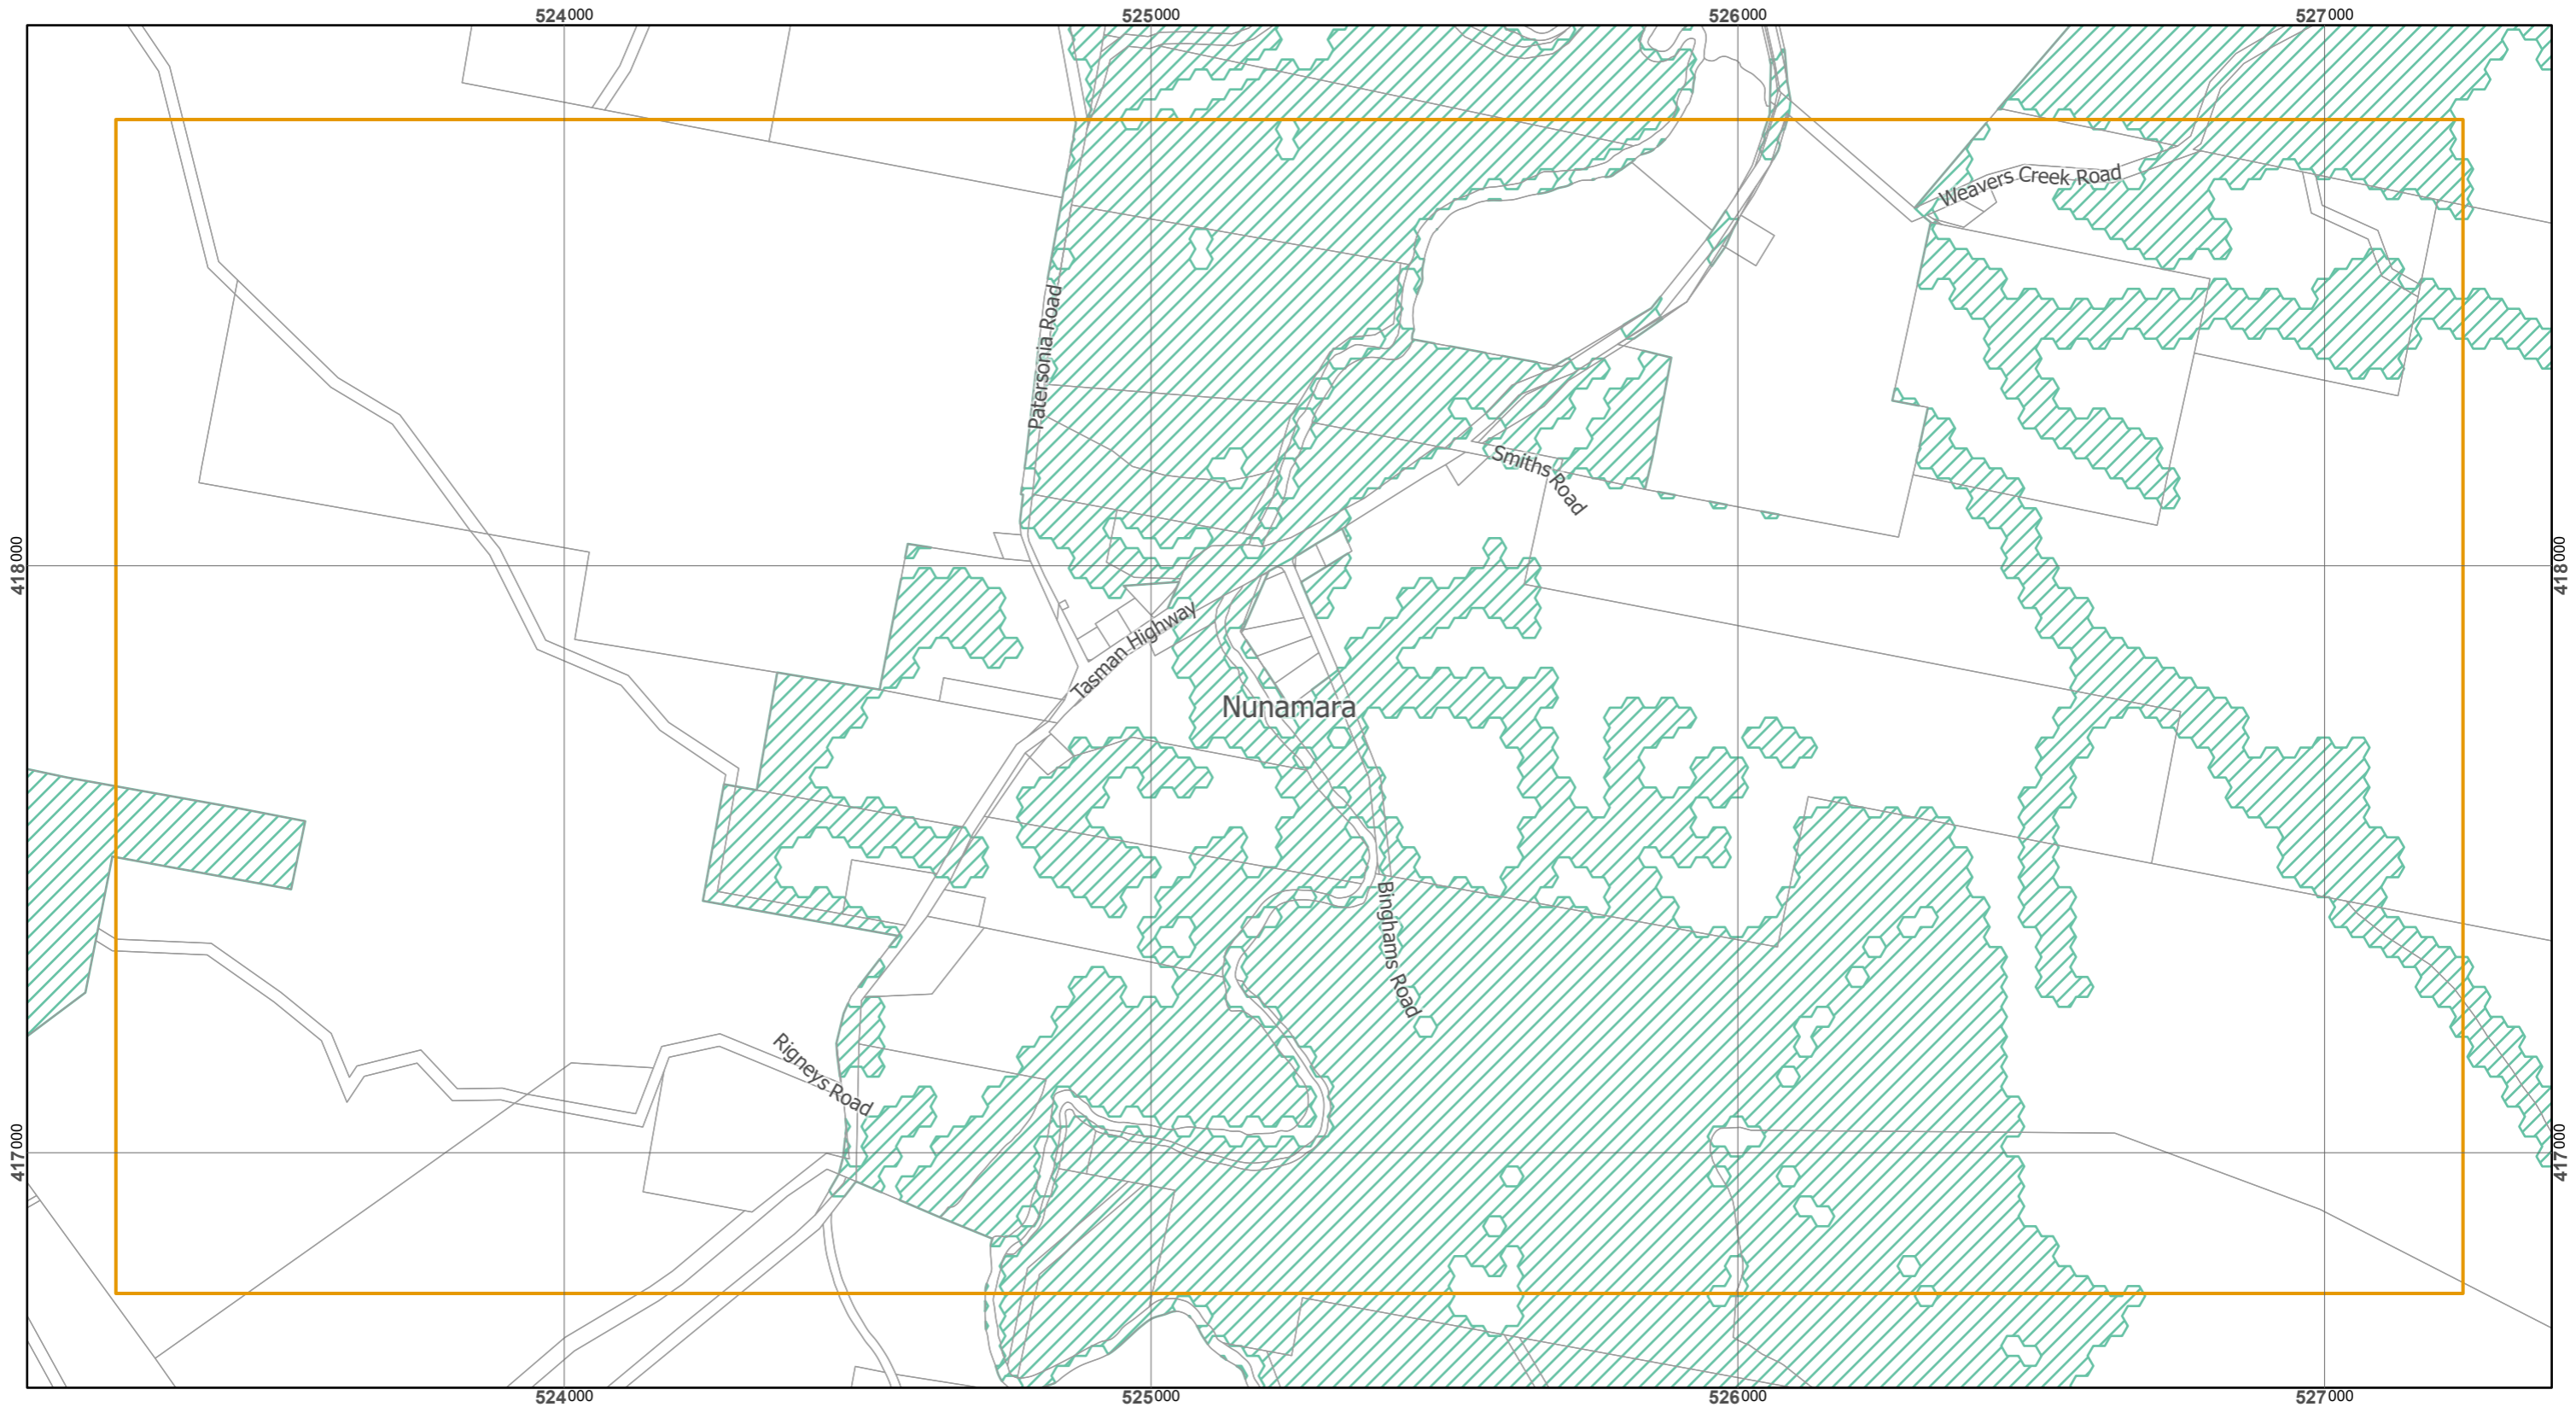 524000 525000 526000 527000
Weavers Creek Road
Patersonia Road
Smiths Road
418000 418000
Tasman Highway
Nunamara
Binghams Road
Rigneys Road
417000 417000
524000 525000 526000 527000